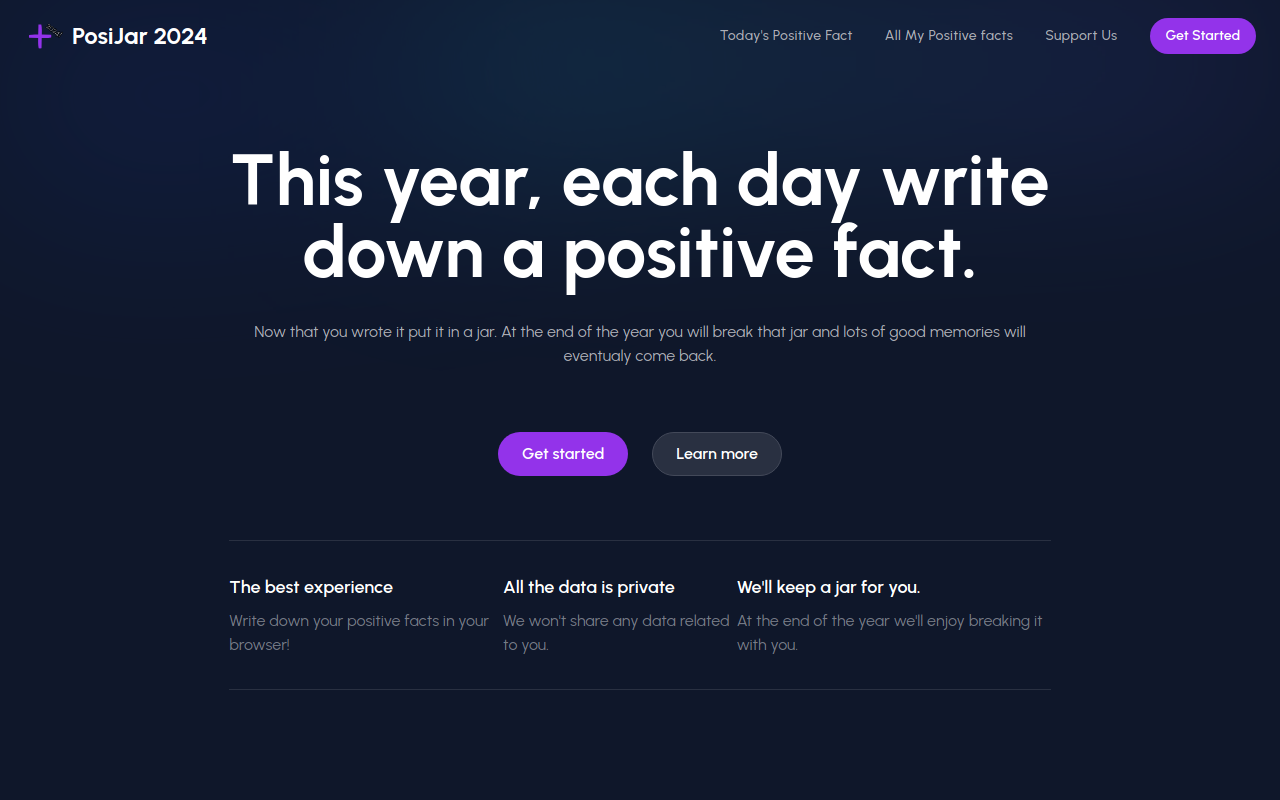 PosiJar 2024
Today's Positive Fact
All My Positive facts
Support Us
Get Started
This year, each day write
down a positive fact.
Now that you wrote it put it in a jar. At the end of the year you will break that jar and lots of good memories will
eventualy come back.
Get started
Learn more
The best experience
Write down your positive facts in your
browser!
All the data is private
We won't share any data related
to you.
We'll keep a jar for you.
At the end of the year we'll enjoy breaking it
with you.